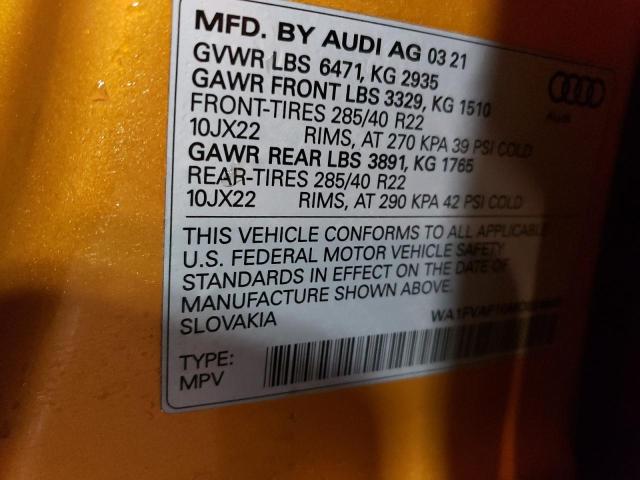 MFD. BY AUDI AG 03 21
GVWR LBS 6471, KG 2935
GAWR FRONT LBS 3329, KG 1510
FRONT-TIRES 285/40 R22
10JX22 RIMS, AT 270 KPA 39 PSI COLD
GAWR REAR LBS 3891, KG 1765
REAR-TIRES 285/40 R22
10JX22 RIMS, AT 290 KPA 42 PSI COLD
Audi
THIS VEHICLE CONFORMS TO ALL APPLICABLE
U.S. FEDERAL MOTOR VEHICLE SAFETY
STANDARDS IN EFFECT ON THE DATE OF
MANUFACTURE SHOWN ABOVE.
SLOVAKIA
TYPE:
MPV